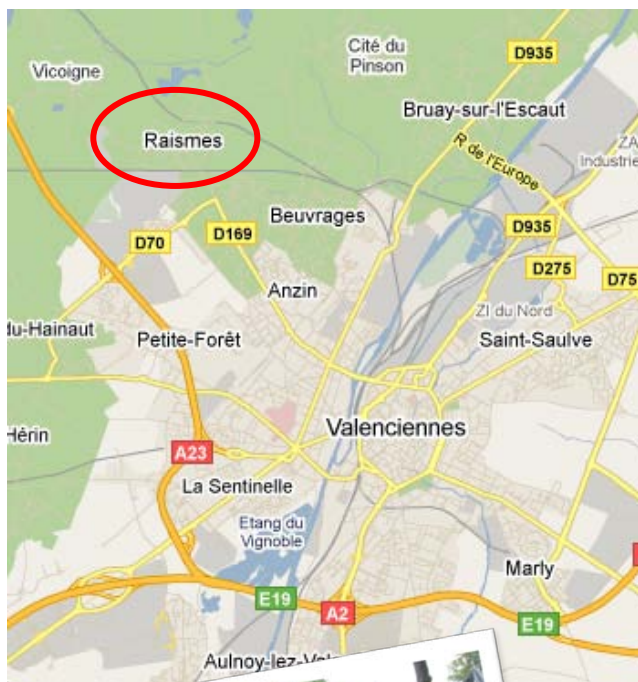 Cité du
Pinson
D935
Vicoigne
Bruay-sur-l'Escaut
Raismes
R de l'Europe
ZA
Industrie
Beuvrages
D70
D169
D935
D275
D75
Anzin
ZI du Nord
du-Hainaut
Petite-Forêt
Saint-Saulve
Valenciennes
Hérin
A23
La Sentinelle
Etang du
Vignoble
Marly
E19
A2
E19
Aulnoy-lez-